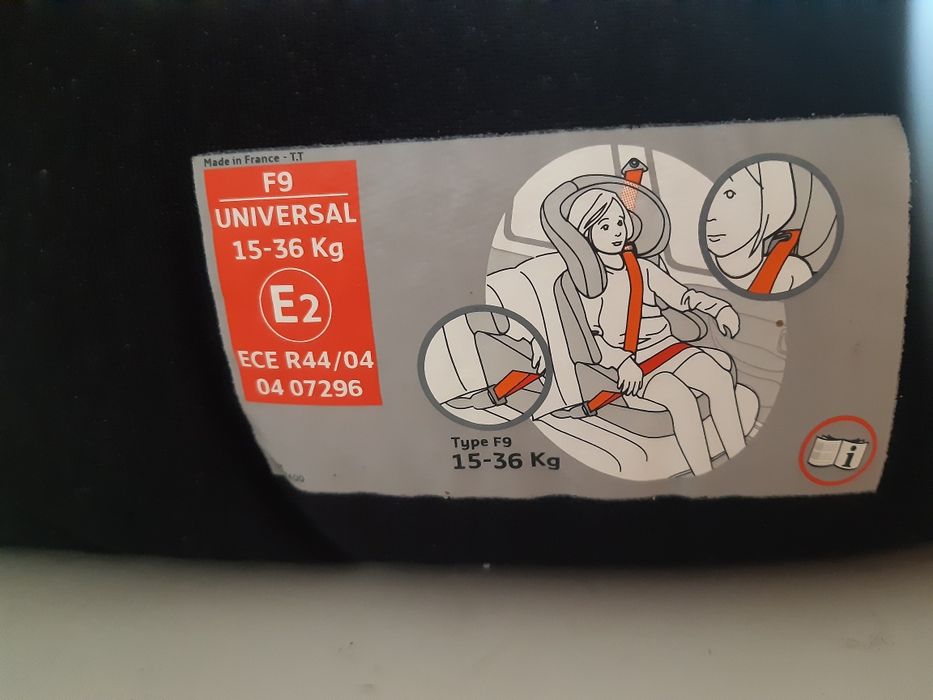 Made in France - T.T
F9
UNIVERSAL
15-36 Kg
E2
ECE R44/04
04 07296
Type F9
15-36 Kg
i